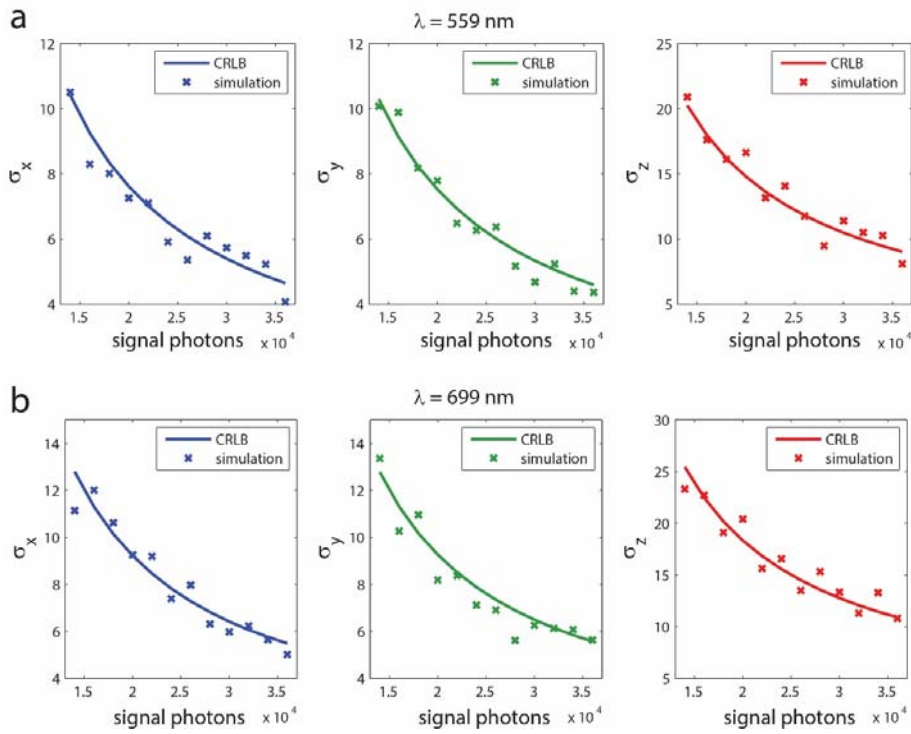 a
λ = 559 nm
12
10
8
6
4
σx
CRLB
simulation
1.5 2 2.5 3 3.5
signal photons x 10^4
12
10
8
6
4
σy
CRLB
simulation
1.5 2 2.5 3 3.5
signal photons x 10^4
25
20
15
10
5
σz
CRLB
simulation
1.5 2 2.5 3 3.5
signal photons x 10^4
b
λ = 699 nm
14
12
10
8
6
4
σx
CRLB
simulation
1.5 2 2.5 3 3.5
signal photons x 10^4
14
12
10
8
6
4
σy
CRLB
simulation
1.5 2 2.5 3 3.5
signal photons x 10^4
30
25
20
15
10
5
σz
CRLB
simulation
1.5 2 2.5 3 3.5
signal photons x 10^4